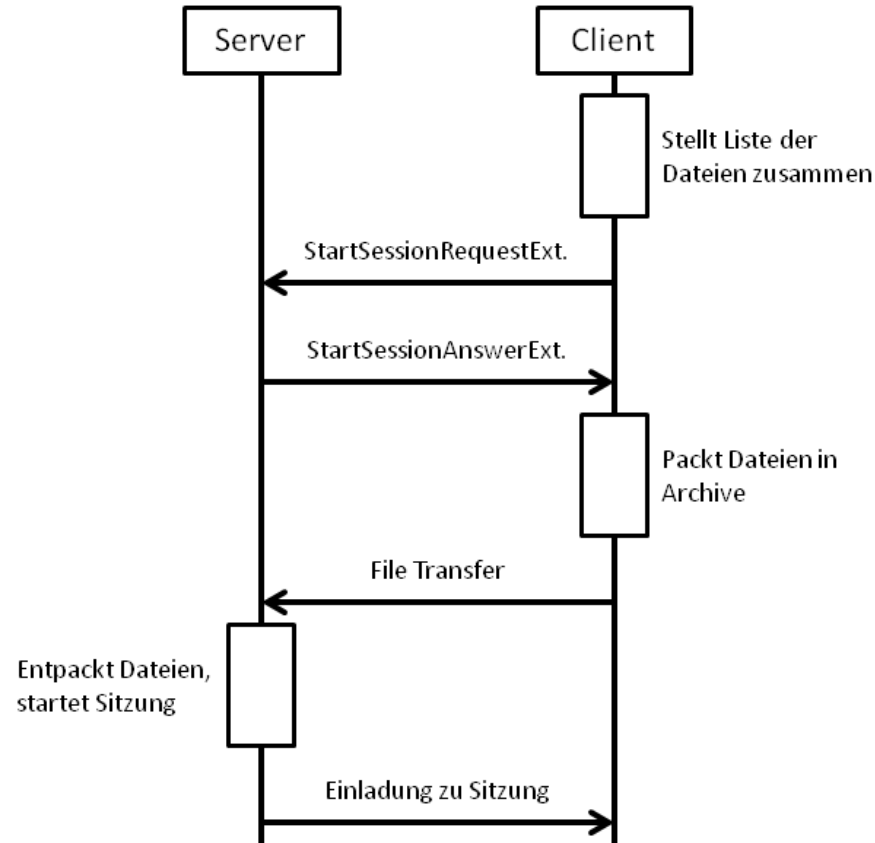 Server
Client
Stellt Liste der
Dateien zusammen
StartSessionRequestExt.
StartSessionAnswerExt.
Packt Dateien in
Archive
File Transfer
Entpackt Dateien,
startet Sitzung
Einladung zu Sitzung